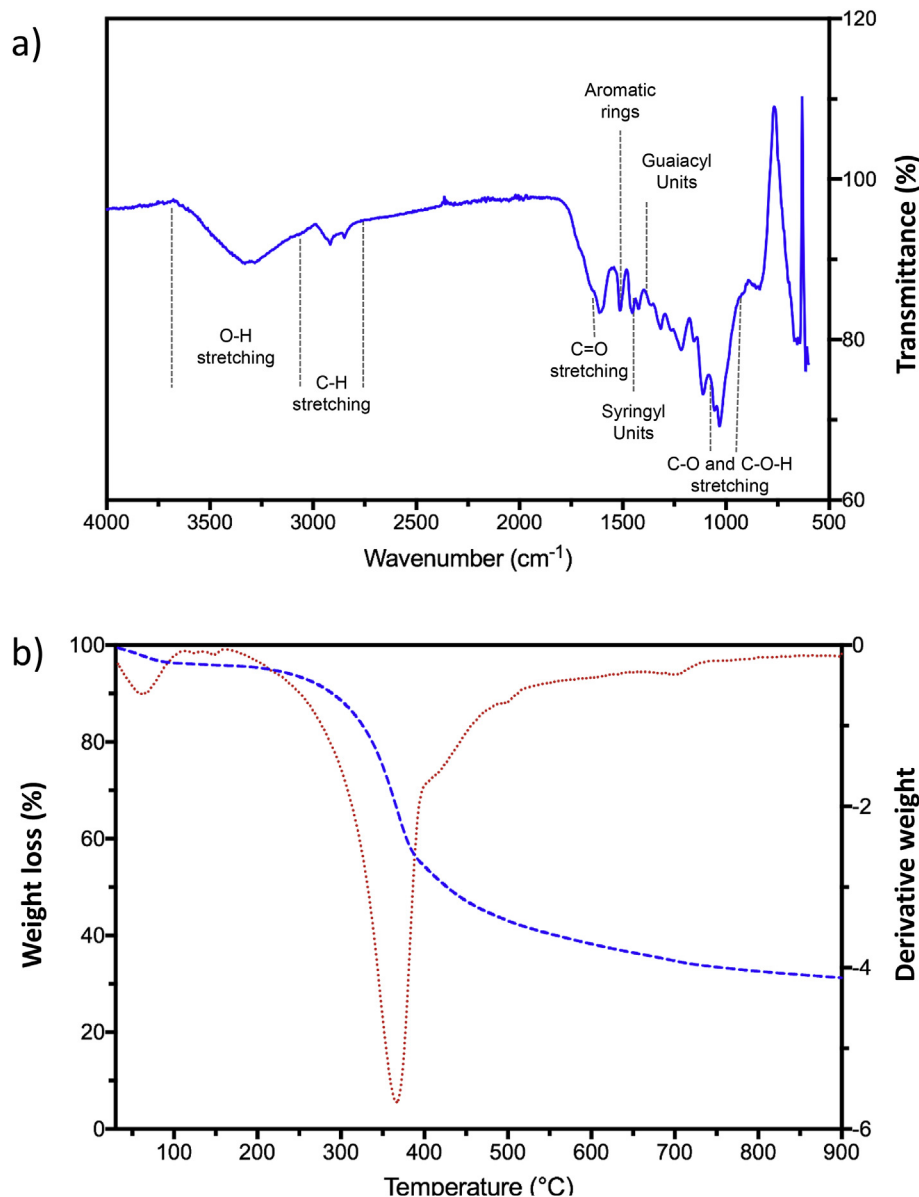 a)
120
100
80
60
Transmittance (%)
Aromatic
rings
Guaiacyl
Units
O-H
stretching
C-H
stretching
C=O
stretching
Syringyl
Units
C-O and C-O-H
stretching
4000 3500 3000 2500 2000 1500 1000 500
Wavenumber (cm⁻¹)
b)
100
80
60
40
20
0
Weight loss (%)
0
-2
-4
-6
Derivative weight
100 200 300 400 500 600 700 800 900
Temperature (°C)